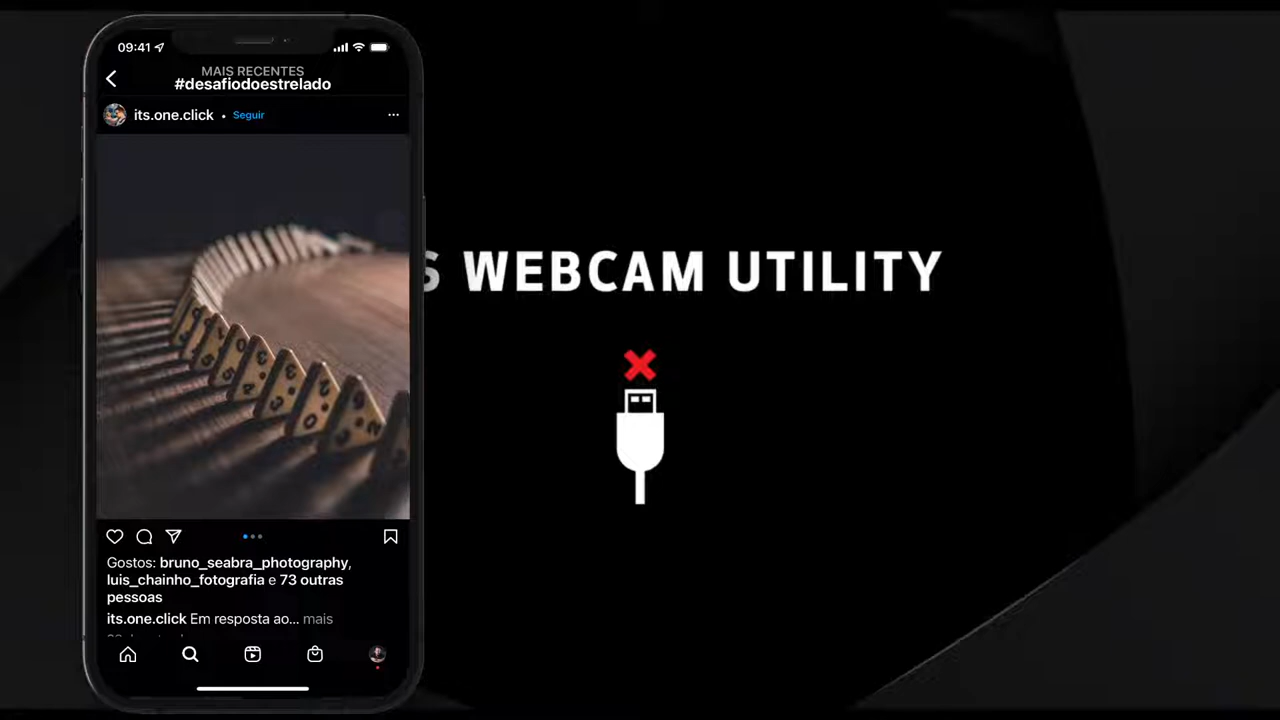 09:41
MAIS RECENTES
#desafiodoestrelado
its.one.click • Seguir
WEBCAM UTILITY
Gostos: bruno_seabra_photography,
luis_chainho_fotografia e 73 outras
pessoas
its.one.click Em resposta ao... mais